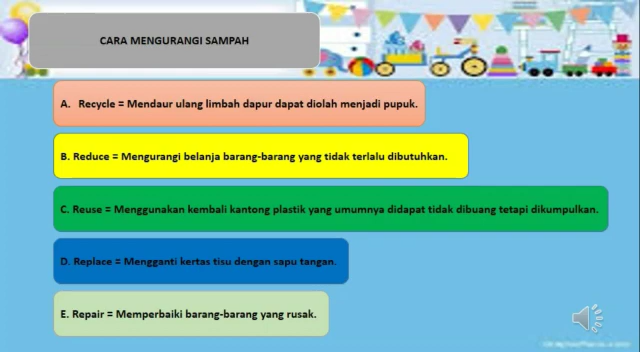 CARA MENGURANGI SAMPAH
A. Recycle = Mendaur ulang limbah dapur dapat diolah menjadi pupuk.
B. Reduce = Mengurangi belanja barang-barang yang tidak terlalu dibutuhkan.
C. Reuse = Menggunakan kembali kantong plastik yang umumnya didapat tidak dibuang tetapi dikumpulkan.
D. Replace = Mengganti kertas tisu dengan sapu tangan.
E. Repair = Memperbaiki barang-barang yang rusak.